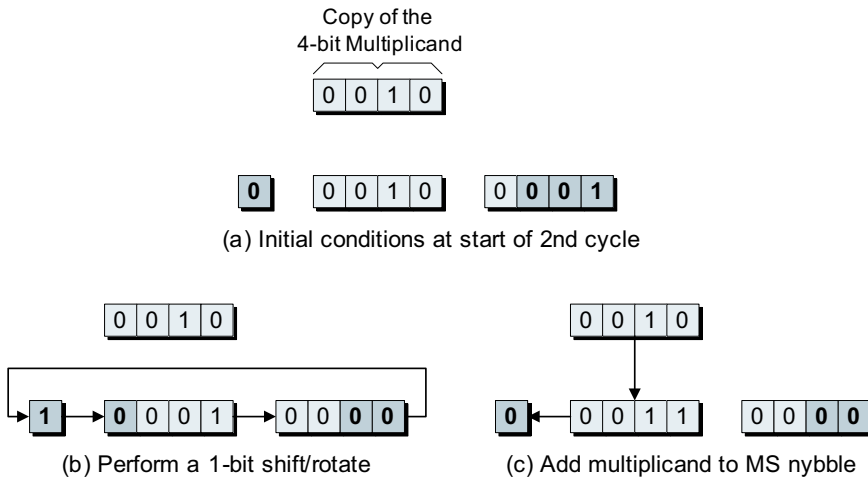 Copy of the
4-bit Multiplicand
0 0 1 0
0 0 0 1 0 0 0 0 1
(a) Initial conditions at start of 2nd cycle
0 0 1 0
0 0 1 0
1 0 0 0 1 0 0 0 0
0 0 0 1 1 0 0 0 0
(b) Perform a 1-bit shift/rotate
(c) Add multiplicand to MS nybble